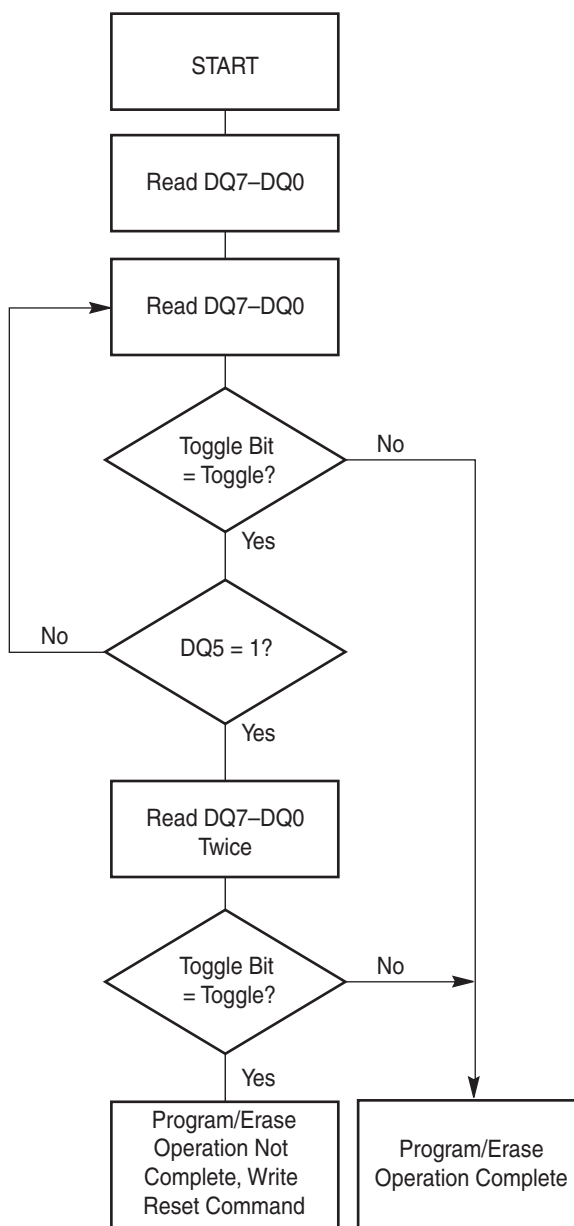 START
Read DQ7–DQ0
Read DQ7–DQ0
Toggle Bit
= Toggle?
No
Yes
No
DQ5 = 1?
Yes
Read DQ7–DQ0
Twice
Toggle Bit
= Toggle?
No
Yes
Program/Erase
Operation Not
Complete, Write
Reset Command
Program/Erase
Operation Complete